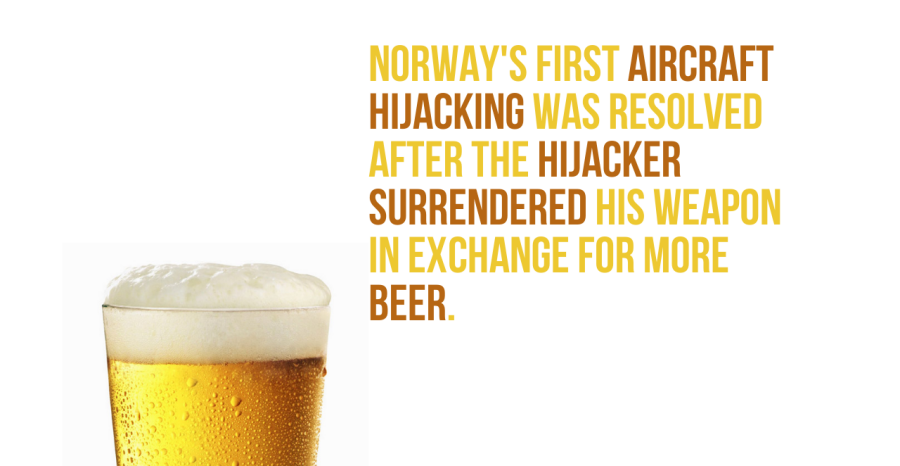 NORWAY'S FIRST AIRCRAFT
HIJACKING WAS RESOLVED
AFTER THE HIJACKER
SURRENDERED HIS WEAPON
IN EXCHANGE FOR MORE
BEER.